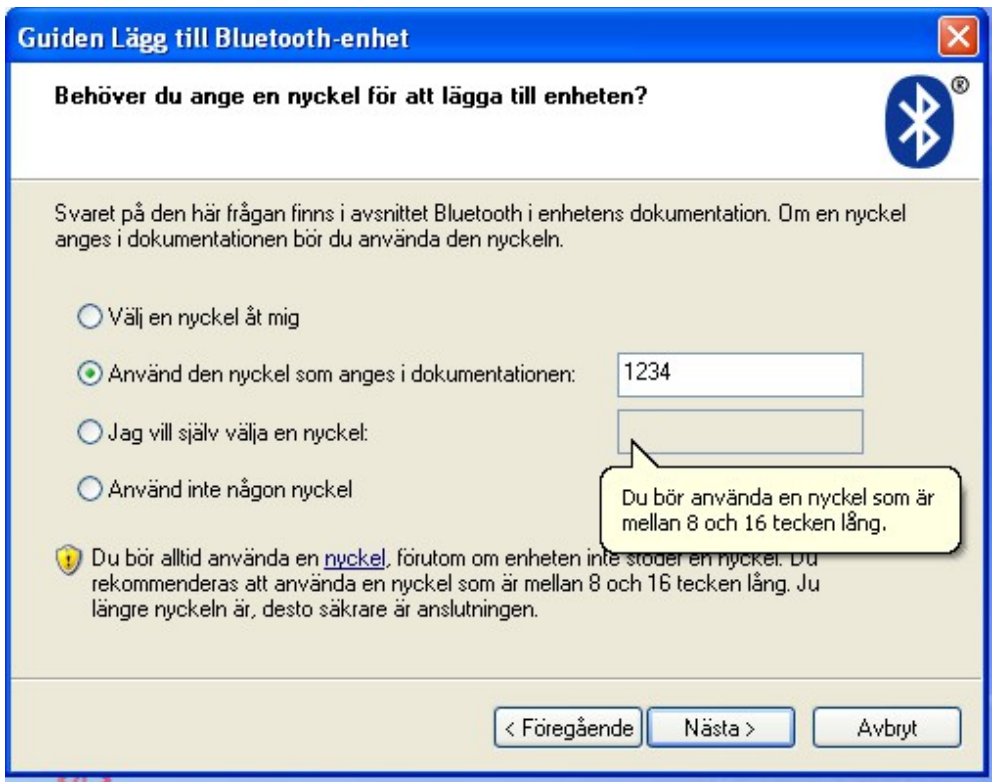 Guiden Lägg till Bluetooth-enhet
Behöver du ange en nyckel för att lägga till enheten?
®
Svaret på den här frågan finns i avsnittet Bluetooth i enhetens dokumentation. Om en nyckel
anges i dokumentationen bör du använda den nyckeln.
Välj en nyckel åt mig
Använd den nyckel som anges i dokumentationen: 1234
Jag vill själv välja en nyckel:
Använd inte någon nyckel
Du bör använda en nyckel som är
mellan 8 och 16 tecken lång.
Du bör alltid använda en nyckel, förutom om enheten inte stöder en nyckel. Du
rekommenderas att använda en nyckel som är mellan 8 och 16 tecken lång. Ju
längre nyckeln är, desto säkrare är anslutningen.
< Föregående Nästa > Avbryt